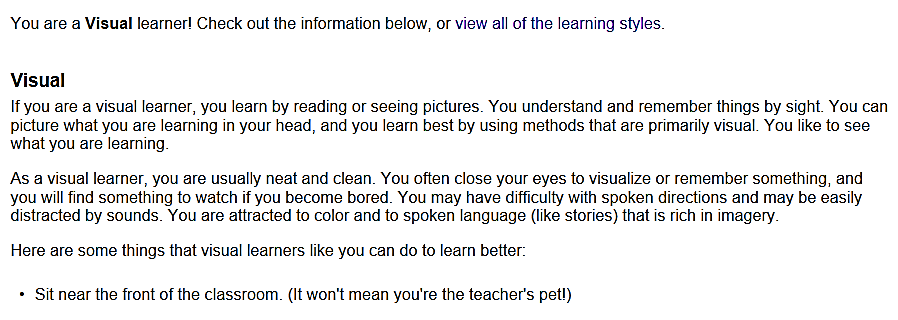 You are a Visual learner! Check out the information below, or view all of the learning styles.
Visual
If you are a visual learner, you learn by reading or seeing pictures. You understand and remember things by sight. You can
picture what you are learning in your head, and you learn best by using methods that are primarily visual. You like to see
what you are learning.
As a visual learner, you are usually neat and clean. You often close your eyes to visualize or remember something, and
you will find something to watch if you become bored. You may have difficulty with spoken directions and may be easily
distracted by sounds. You are attracted to color and to spoken language (like stories) that is rich in imagery.
Here are some things that visual learners like you can do to learn better:
• Sit near the front of the classroom. (It won't mean you're the teacher's pet!)